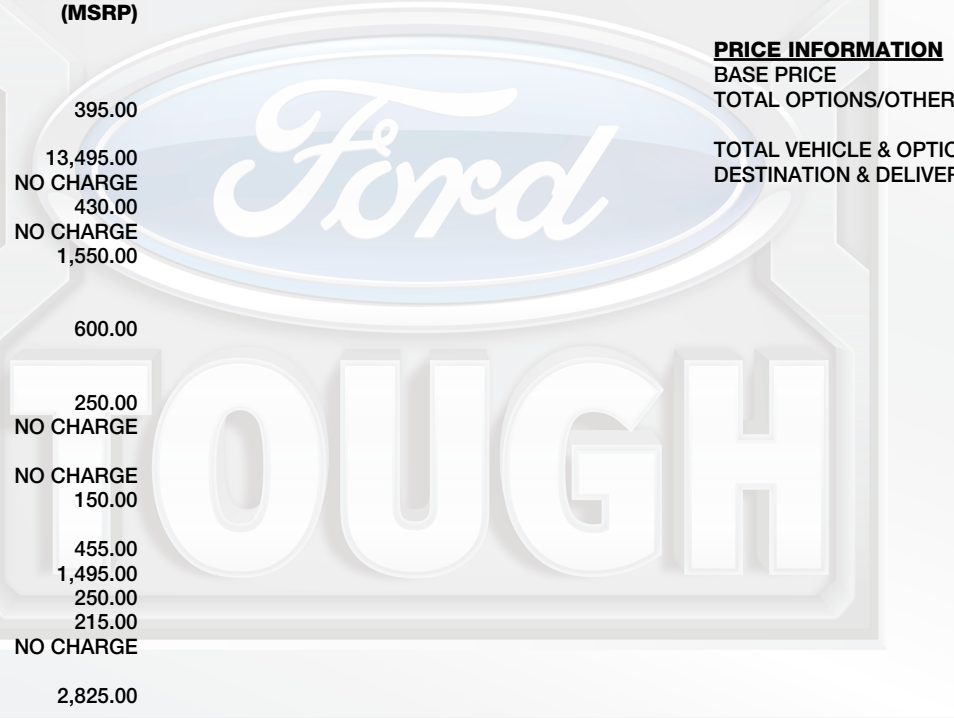 (MSRP)
395.00
13,495.00
NO CHARGE
430.00
NO CHARGE
1,550.00
600.00
250.00
NO CHARGE
NO CHARGE
150.00
455.00
1,495.00
250.00
215.00
NO CHARGE
2,825.00
PRICE INFORMATION
BASE PRICE
TOTAL OPTIONS/OTHER
TOTAL VEHICLE & OPTIO
DESTINATION & DELIVER
Ford
TOUGH